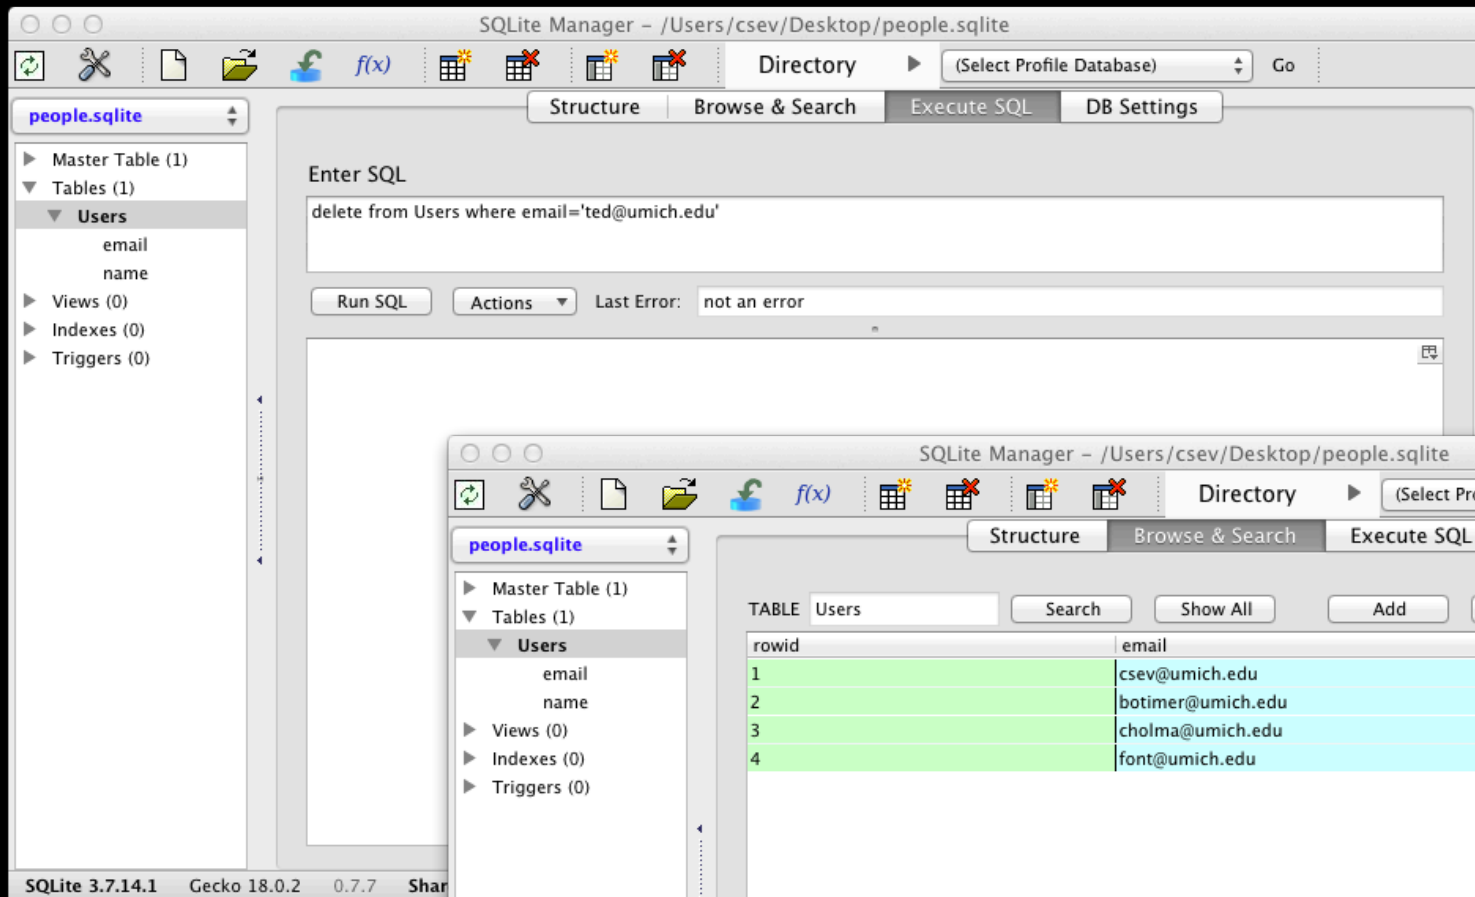 SQLite Manager – /Users/csev/Desktop/people.sqlite
f(x)
Directory
(Select Profile Database)
Go
people.sqlite
Structure
Browse & Search
Execute SQL
DB Settings
Master Table (1)
Tables (1)
Users
email
name
Views (0)
Indexes (0)
Triggers (0)
Enter SQL
delete from Users where email='ted@umich.edu'
Run SQL
Actions
Last Error:
not an error
SQLite 3.7.14.1
Gecko 18.0.2
0.7.7
Shar
SQLite Manager – /Users/csev/Desktop/people.sqlite
f(x)
Directory
(Select Pro
people.sqlite
Structure
Browse & Search
Execute SQL
Master Table (1)
Tables (1)
Users
email
name
Views (0)
Indexes (0)
Triggers (0)
TABLE Users
Search
Show All
Add
rowid email
1 csev@umich.edu
2 botimer@umich.edu
3 cholma@umich.edu
4 font@umich.edu